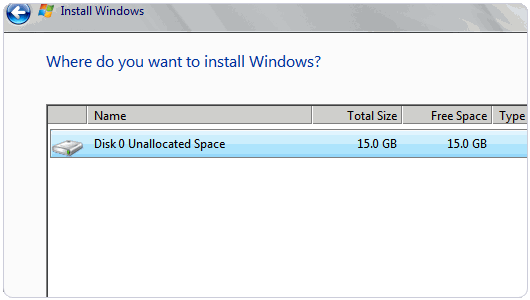 Install Windows
Where do you want to install Windows?
Name Total Size Free Space Type
Disk 0 Unallocated Space 15.0 GB 15.0 GB